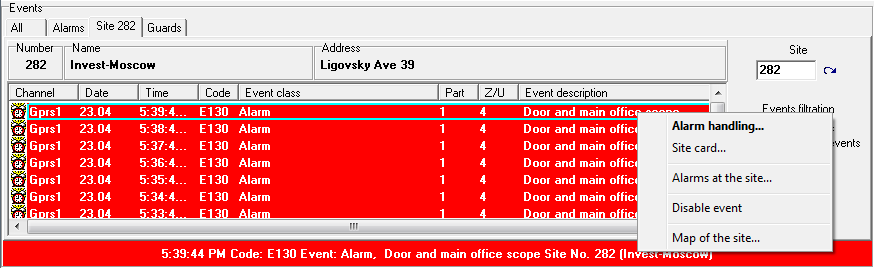 Events
All Alarms Site 282 Guards
Number Name Address Site
282 Invest-Moscow Ligovsky Ave 39 282
Channel Date Time Code Event class Part Z/U Event description
Events filtration
Gprs1 23.04 5:39:4... E130 Alarm 1 4 Door and main office scope
Gprs1 23.04 5:38:4... E130 Alarm 1 4 Door and main office
Gprs1 23.04 5:37:4... E130 Alarm 1 4 Door and main office
events
Gprs1 23.04 5:36:4... E130 Alarm 1 4 Door and main office
Gprs1 23.04 5:35:4... E130 Alarm 1 4 Door and main office
Gprs1 23.04 5:34:4... E130 Alarm 1 4 Door and main office
Gprs1 23.04 5:33:4... E130 Alarm 1 4 Door and main office
Alarm handling...
Site card...
Alarms at the site...
Disable event
Map of the site...
5:39:44 PM Code: E130 Event: Alarm, Door and main office scope Site No. 282 (Invest-Moscow)